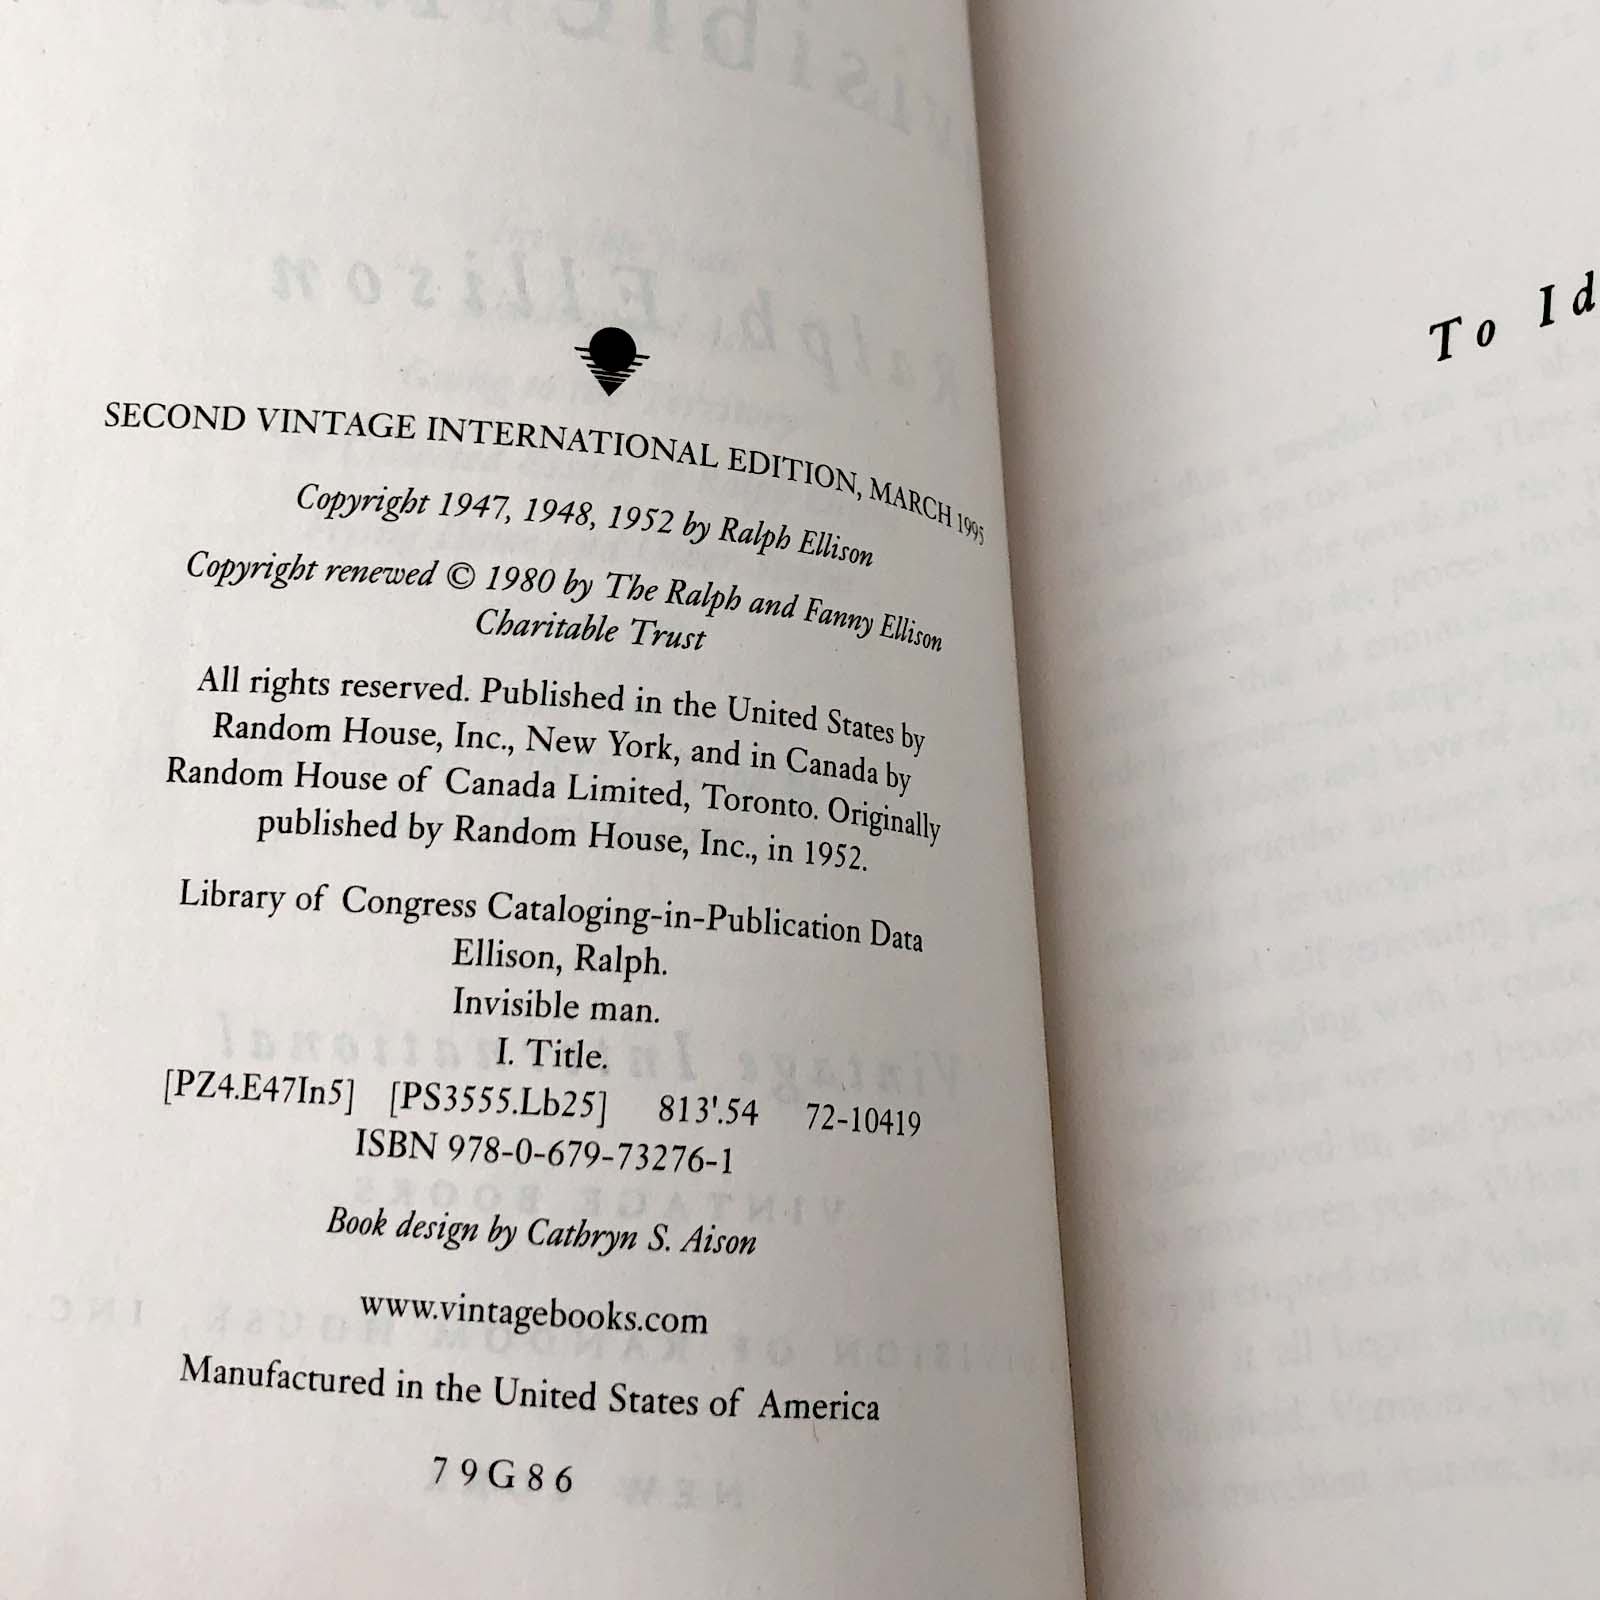 SECOND VINTAGE INTERNATIONAL EDITION, MARCH 1995
Copyright 1947, 1948, 1952 by Ralph Ellison
Copyright renewed © 1980 by The Ralph and Fanny Ellison
Charitable Trust
All rights reserved. Published in the United States by
Random House, Inc., New York, and in Canada by
Random House of Canada Limited, Toronto. Originally
published by Random House, Inc., in 1952.
Library of Congress Cataloging-in-Publication Data
Ellison, Ralph.
Invisible man.
I. Title.
[PZ4.E47In5] [PS3555.Lb25] 813'.54 72-10419
ISBN 978-0-679-73276-1
Book design by Cathryn S. Aison
www.vintagebooks.com
Manufactured in the United States of America
79G86
To Id